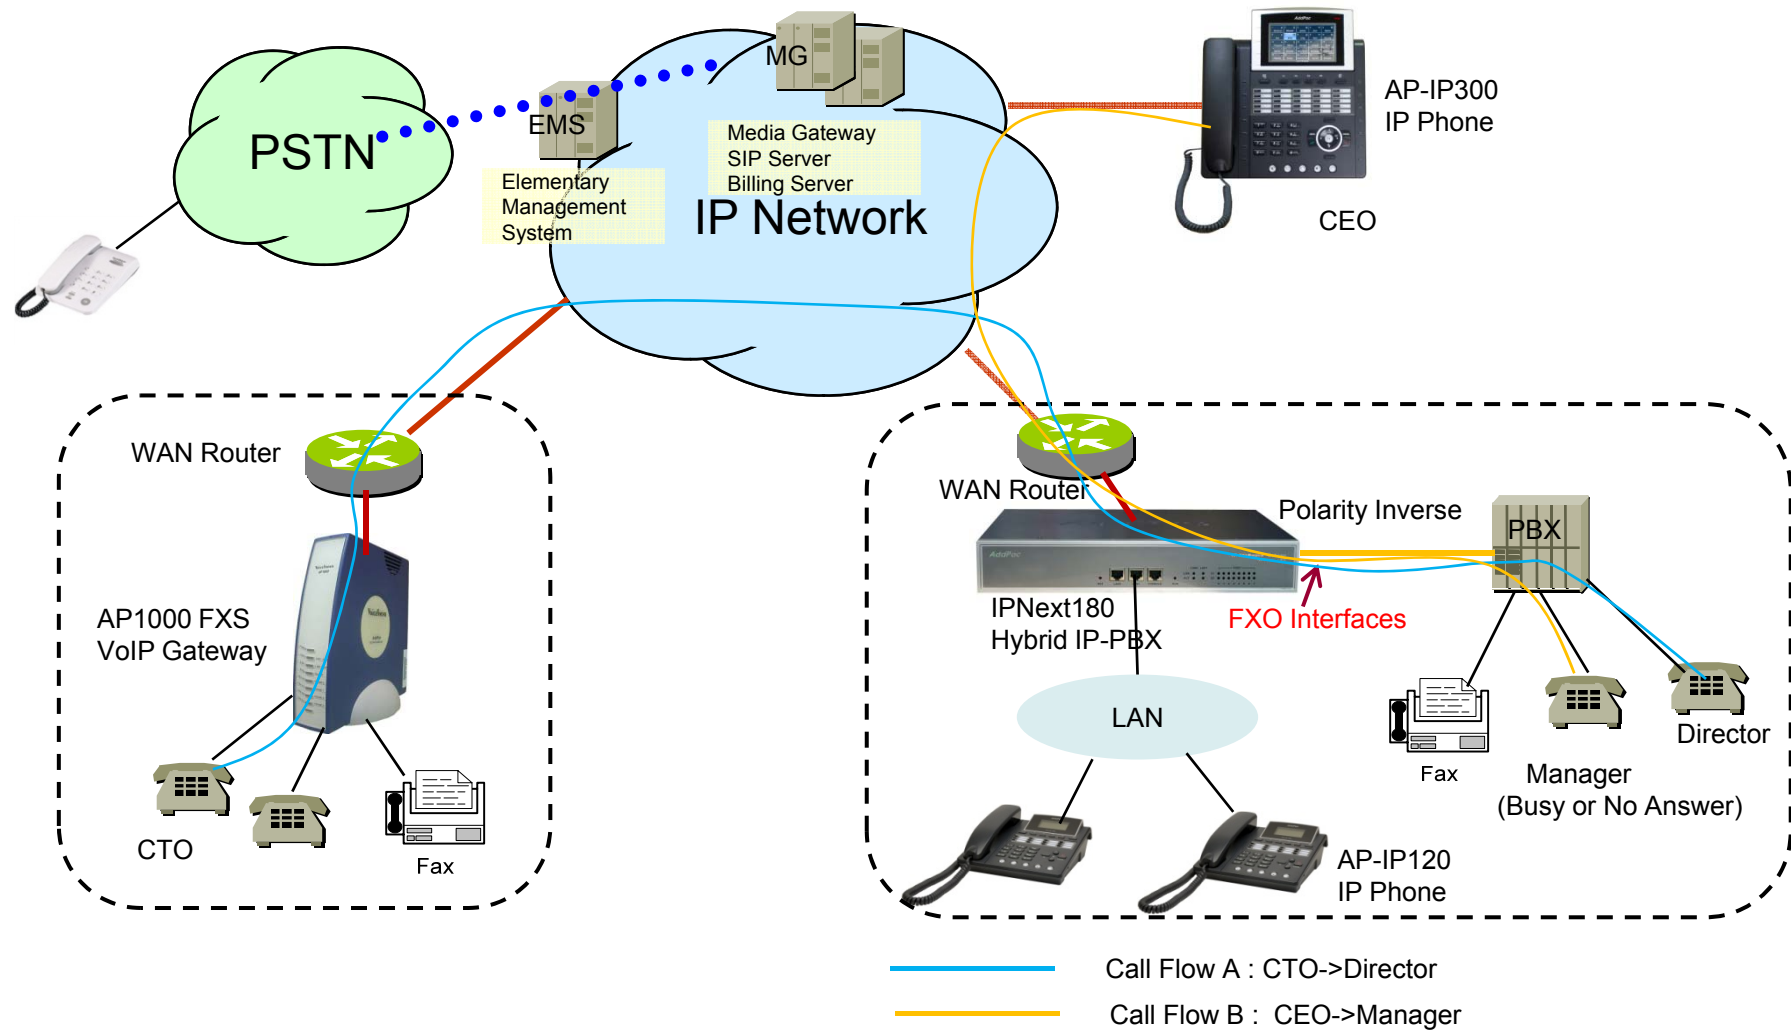 MG
AddPac
EMS
PSTN
Media Gateway
SIP Server
Billing Server
AP-IP300
IP Phone
Elementary
Management
System
IP Network
CEO
WAN Router
WAN Router
Polarity Inverse
PBX
AddPac
AP1000 FXS
VoIP Gateway
IPNext180
Hybrid IP-PBX
FXO Interfaces
LAN
Director
Fax
Manager
(Busy or No Answer)
CTO
Fax
AP-IP120
IP Phone
Call Flow A : CTO->Director
Call Flow B : CEO->Manager